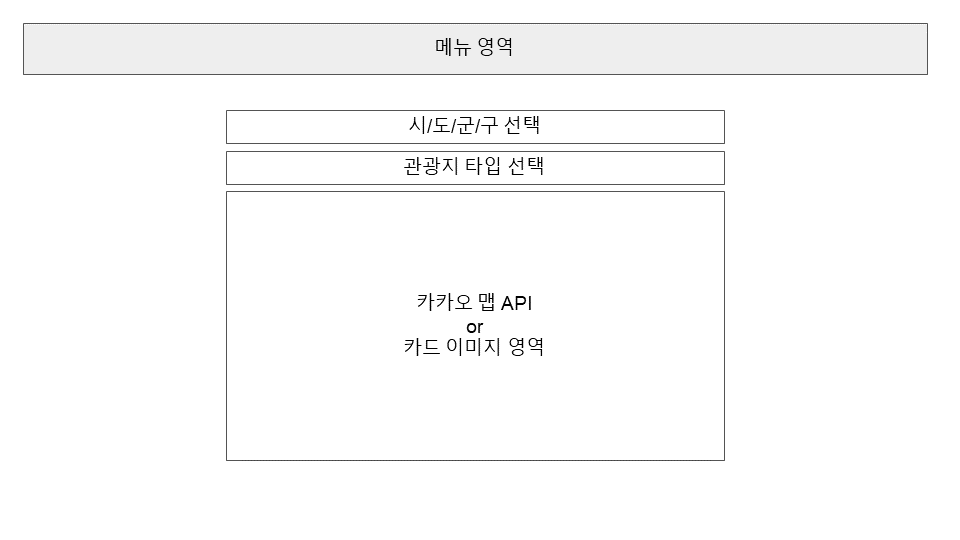 메뉴 영역
시/도/군/구 선택
관광지 타입 선택
카카오 맵 API
or
카드 이미지 영역